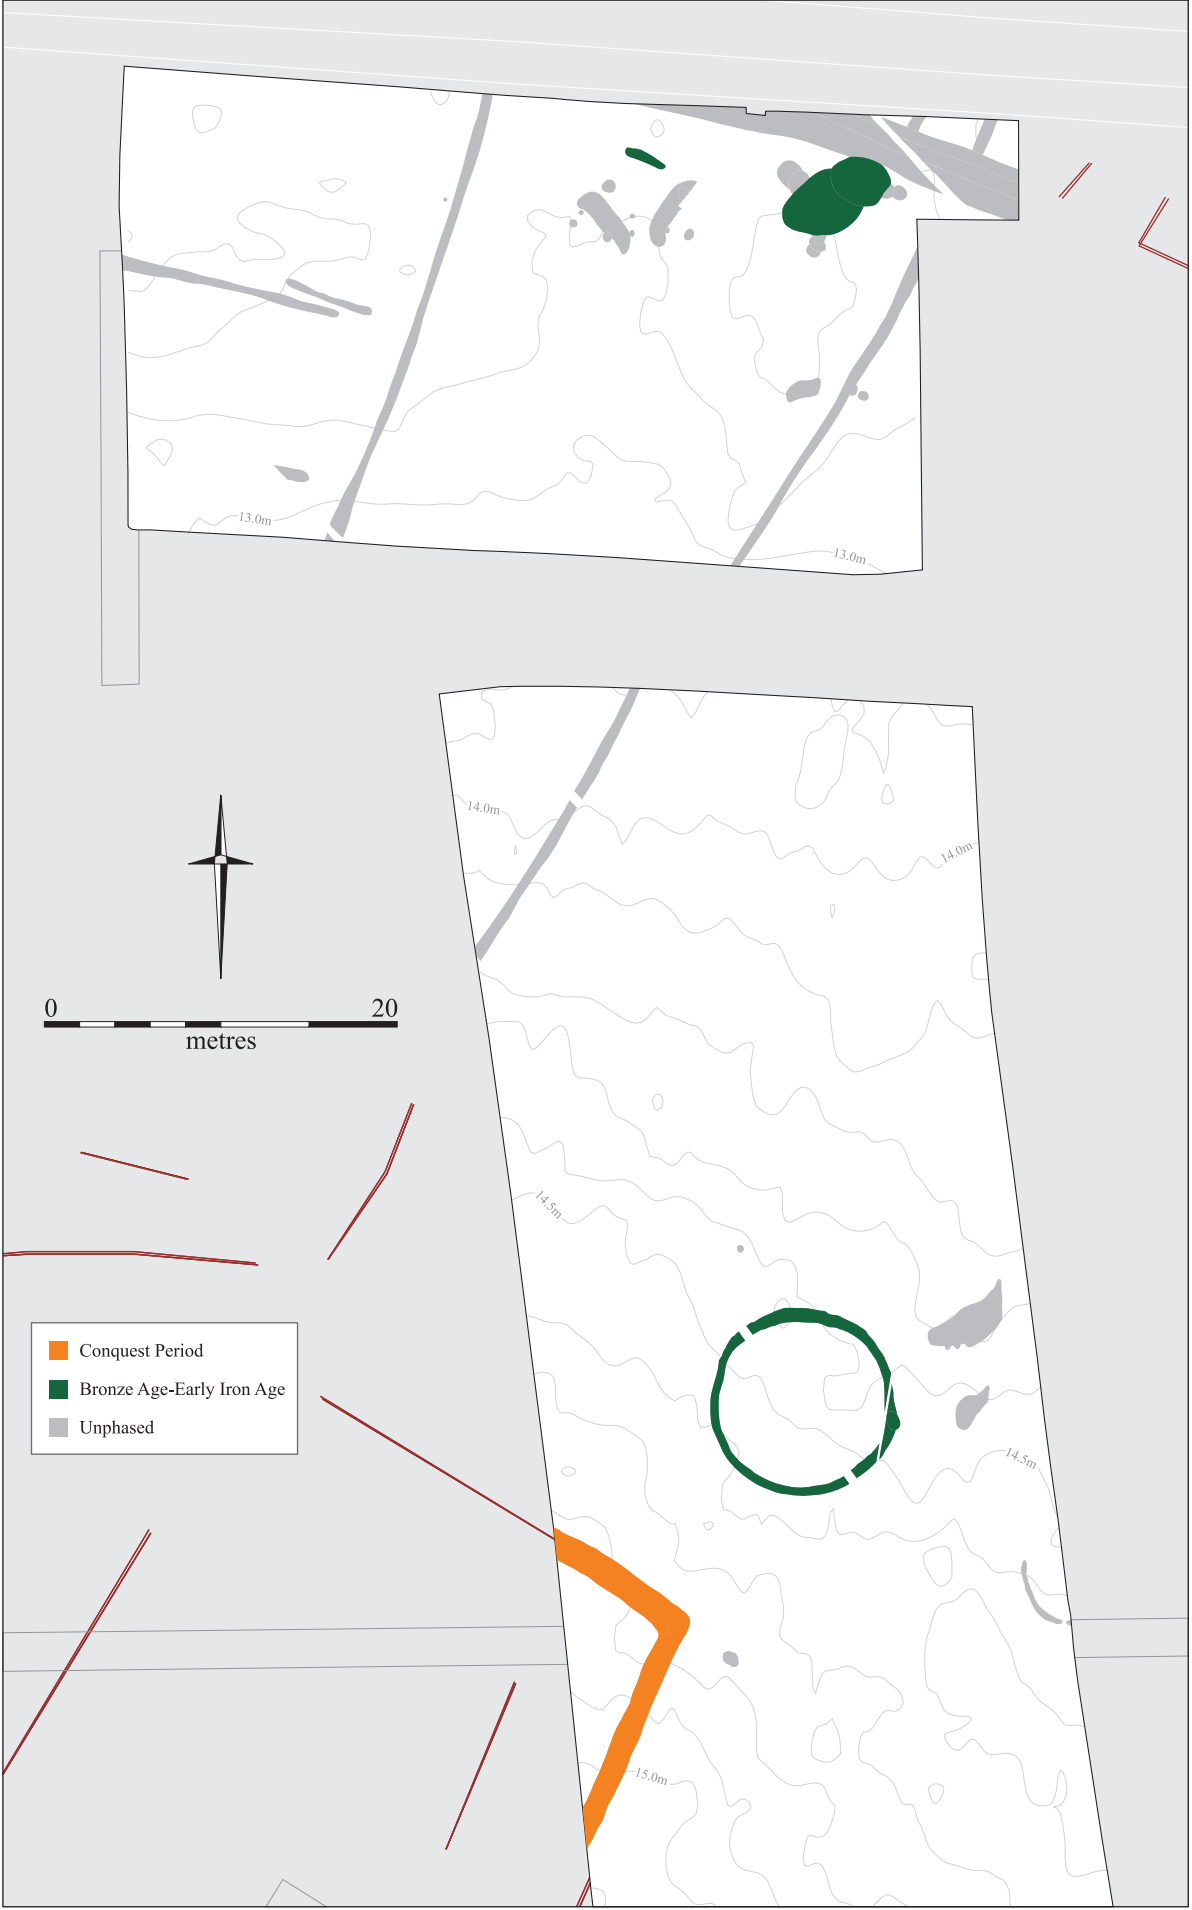 13.0m
13.0m
14.0m
14.0m
0 20
metres
14.5m
Conquest Period
Bronze Age-Early Iron Age
Unphased
14.5m
15.0m